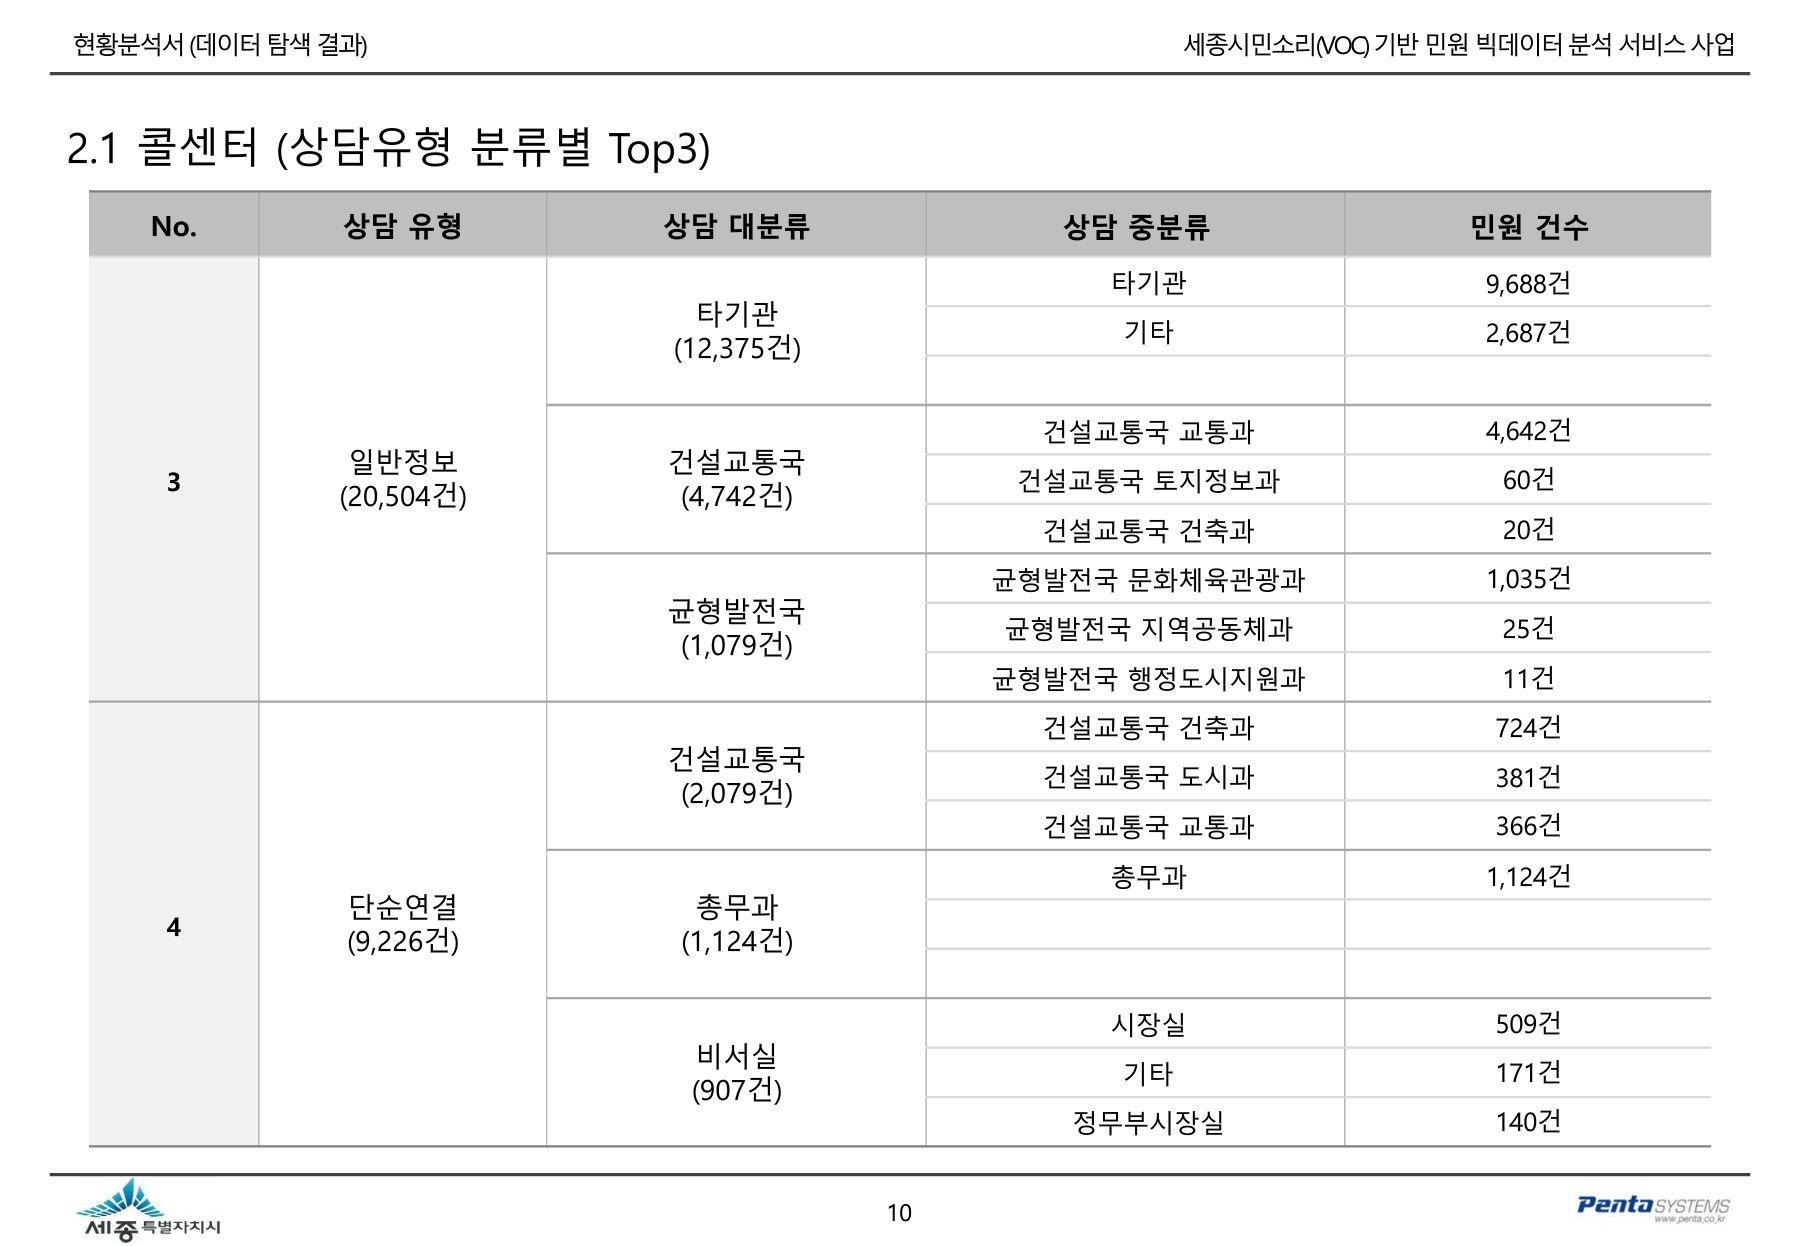 현황분석서 (데이터 탐색 결과)
세종시민소리(VOC) 기반 민원 빅데이터 분석 서비스 사업
2.1 콜센터 (상담유형 분류별 Top3)
No. 상담 유형 상담 대분류 상담 중분류 민원 건수
3
일반정보
(20,504건)
타기관
(12,375건)
타기관 9,688건
기타 2,687건
건설교통국
(4,742건)
건설교통국 교통과 4,642건
건설교통국 토지정보과 60건
건설교통국 건축과 20건
균형발전국
(1,079건)
균형발전국 문화체육관광과 1,035건
균형발전국 지역공동체과 25건
균형발전국 행정도시지원과 11건
4
단순연결
(9,226건)
건설교통국
(2,079건)
건설교통국 건축과 724건
건설교통국 도시과 381건
건설교통국 교통과 366건
총무과
(1,124건)
총무과 1,124건
비서실
(907건)
시장실 509건
기타 171건
정무부시장실 140건
세종특별자치시
10
Penta SYSTEMS
www.penta.co.kr